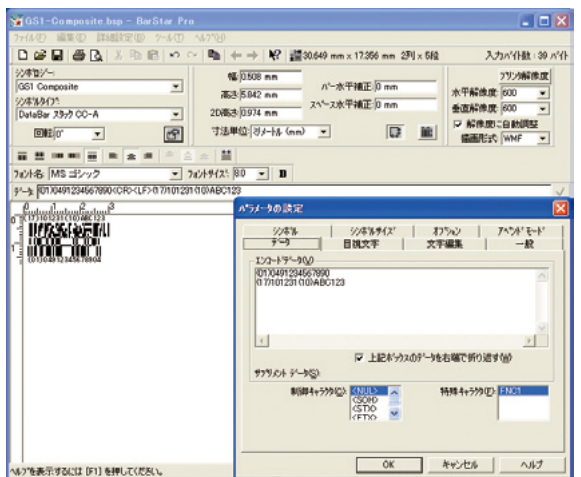 GS1-Composite.bsp - BarStar Pro
ファイル(F) 編集(E) 詳細設定(D) ツール(T) ヘルプ(H)
30.649 mm × 17.356 mm 2列 × 5段 入力バイト数 : 39 バイト
シンボロジー
GS1 Composite
シンボルタイプ
DataBar スタック CC-A
回転 0°
幅 0.508 mm
高さ 5.842 mm
2D高さ 0.974 mm
寸法単位 ミリメートル (mm)
バー水平補正 0 mm
スペース水平補正 0 mm
プリンタ解像度
水平解像度 600
垂直解像度 600
解像度に自動調整
描画形式 WMF
フォント名 MS ゴシック フォントサイズ 8.0 B
データ (01)0491234567890<CR><LF>(17)101231(10)ABC123
0 1 2 3
0
1
(17)101231(10)ABC123
(01)04912345678904
パラメータの設定
シンボル シンボルサイズ オプション アペンドモード
データ 目視文字 文字編集 一般
エンコードデータ(V)
(01)0491234567890
(17)101231(10)ABC123
上記ボックスのデータを右端で折り返す(W)
サプリメント データ(S)
制御キャラクタ(C) <NUL>
<SOH>
<STX>
<ETX>
特殊キャラクタ(F) FNC1
OK キャンセル ヘルプ
ヘルプを表示するには [F1] を押してください。